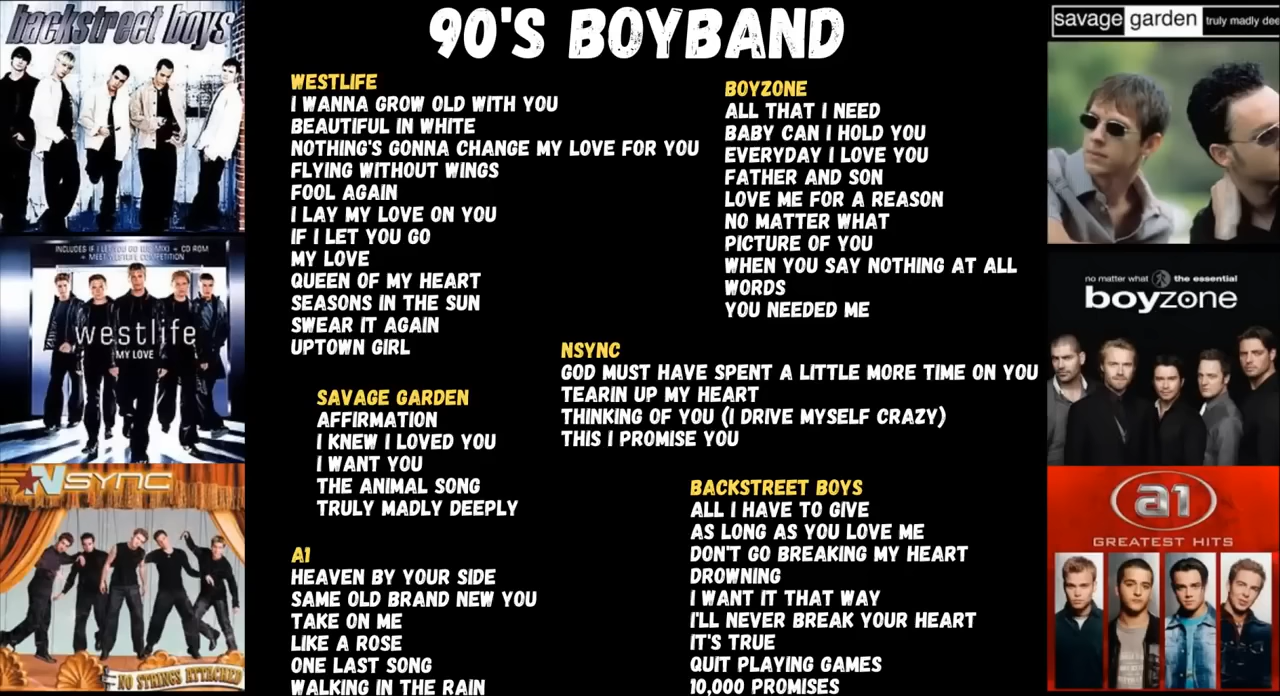 90'S BOYBAND
backstreet boys
INCLUDES IF I LET YOU GO
+ CD ROM
COMPETITION
westlife
MY LOVE
NSYNC
NO STRINGS ATTACHED
WESTLIFE
I WANNA GROW OLD WITH YOU
BEAUTIFUL IN WHITE
NOTHING'S GONNA CHANGE MY LOVE FOR YOU
FLYING WITHOUT WINGS
FOOL AGAIN
I LAY MY LOVE ON YOU
IF I LET YOU GO
MY LOVE
QUEEN OF MY HEART
SEASONS IN THE SUN
SWEAR IT AGAIN
UPTOWN GIRL
SAVAGE GARDEN
AFFIRMATION
I KNEW I LOVED YOU
I WANT YOU
THE ANIMAL SONG
TRULY MADLY DEEPLY
A1
HEAVEN BY YOUR SIDE
SAME OLD BRAND NEW YOU
TAKE ON ME
LIKE A ROSE
ONE LAST SONG
WALKING IN THE RAIN
BOYZONE
ALL THAT I NEED
BABY CAN I HOLD YOU
EVERYDAY I LOVE YOU
FATHER AND SON
LOVE ME FOR A REASON
NO MATTER WHAT
PICTURE OF YOU
WHEN YOU SAY NOTHING AT ALL
WORDS
YOU NEEDED ME
NSYNC
GOD MUST HAVE SPENT A LITTLE MORE TIME ON YOU
TEARIN UP MY HEART
THINKING OF YOU (I DRIVE MYSELF CRAZY)
THIS I PROMISE YOU
BACKSTREET BOYS
ALL I HAVE TO GIVE
AS LONG AS YOU LOVE ME
DON'T GO BREAKING MY HEART
DROWNING
I WANT IT THAT WAY
I'LL NEVER BREAK YOUR HEART
IT'S TRUE
QUIT PLAYING GAMES
10,000 PROMISES
savage garden truly madly dee
no matter what the essential
boyzone
a1
GREATEST HITS